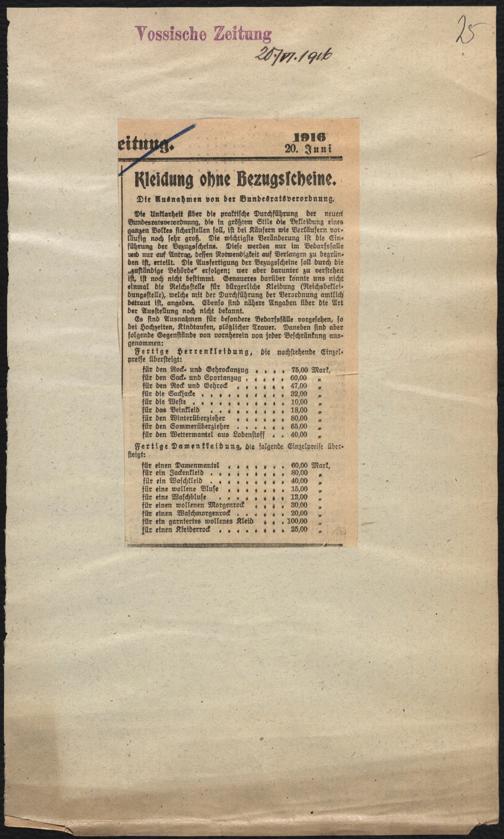 Vossische Zeitung
25
20/VI.1916
eitung.
1916
20. Juni
Kleidung ohne Bezugsscheine.
Die Ausnahmen von der Bundesratsverordnung.
Die Unklarheit über die praktische Durchführung der neuen
Bundesratsverordnung, die in größtem Stile die Bekleidung eines
ganzen Volkes sicherstellen soll, ist bei Käufern wie Verkäufern vor-
läufig noch sehr groß. Die wichtigste Veränderung ist die Ein-
führung der Bezugsscheine. Diese werden nur im Bedarfsfalle
und nur auf Antrag, dessen Notwendigkeit auf Verlangen zu begrün-
den ist, erteilt. Die Ausfertigung der Bezugsscheine soll durch die
„zuständige Behörde" erfolgen; wer aber darunter zu verstehen
ist, ist noch nicht bestimmt. Genaueres darüber konnte uns nicht
einmal die Reichsstelle für bürgerliche Kleidung (Reichsbeklei-
dungsstelle), welche mit der Durchführung der Verordnung amtlich
betraut ist, angeben. Ebenso sind nähere Angaben über die Art
der Ausstellung noch nicht bekannt.
Es sind Ausnahmen für besondere Bedarfsfälle vorgesehen, so
bei Hochzeiten, Kindtaufen, plötzlicher Trauer. Daneben sind aber
folgende Gegenstände von vornherein von jeder Beschränkung aus-
genommen:
Fertige Herrenkleidung, die nachstehende Einzel-
preise übersteigt:
für den Rock- und Gehrockanzug . . . . 75,00 Mark,
für den Sack- und Sportanzug . . . . 60,00 „
für den Rock und Gehrock . . . . 47,00 „
für die Sackjacke . . . . 32,00 „
für die Weste . . . . 10,00 „
für das Beinkleid . . . . 18,00 „
für den Winterüberzieher . . . . 80,00 „
für den Sommerüberzieher . . . . 65,00 „
für den Wettermantel aus Lodenstoff . . 40,00 „
Fertige Damenkleidung, die folgende Einzelpreise über-
steigt:
für einen Damenmantel . . . . 60,00 Mark,
für ein Jackenkleid . . . . 80,00 „
für ein Waschkleid . . . . 40,00 „
für eine wollene Bluse . . . . 15,00 „
für eine Waschbluse . . . . 12,00 „
für einen wollenen Morgenrock . . . . 30,00 „
für einen Waschmorgenrock . . . . 20,00 „
für ein garniertes wollenes Kleid . . . . 100,00 „
für einen Kleiderrock . . . . 25,00 „